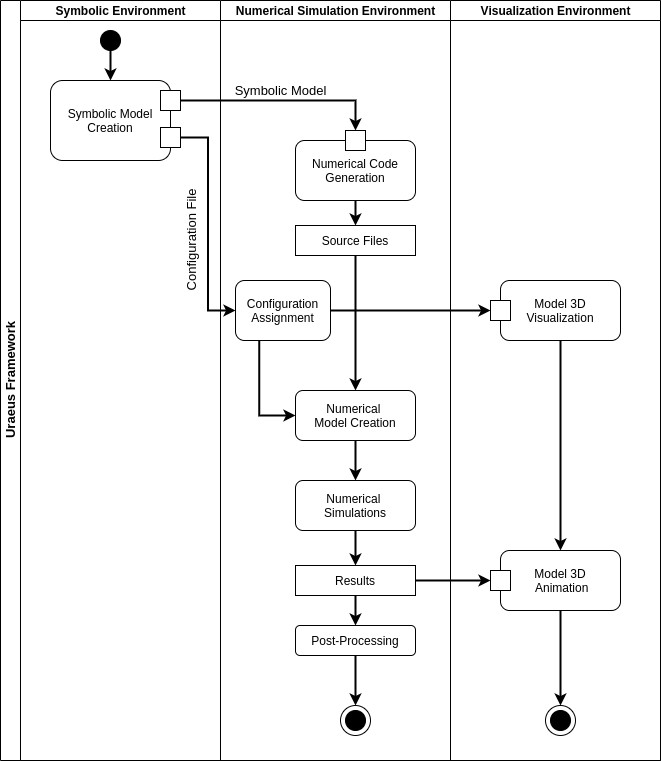 Symbolic Environment
Numerical Simulation Environment
Visualization Environment
Uraeus Framework
Symbolic Model
Creation
Symbolic Model
Configuration File
Numerical Code
Generation
Source Files
Configuration
Assignment
Model 3D
Visualization
Numerical
Model Creation
Numerical
Simulations
Results
Model 3D
Animation
Post-Processing